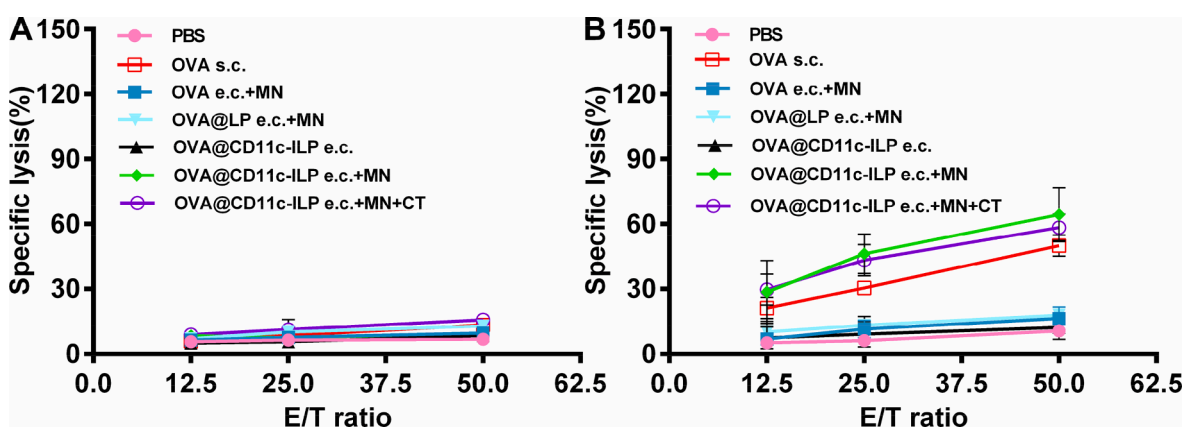 A
Specific lysis(%)
150
120
90
60
30
0
PBS
OVA s.c.
OVA e.c.+MN
OVA@LP e.c.+MN
OVA@CD11c-ILP e.c.
OVA@CD11c-ILP e.c.+MN
OVA@CD11c-ILP e.c.+MN+CT
0.0 12.5 25.0 37.5 50.0 62.5
E/T ratio
B
Specific lysis(%)
150
120
90
60
30
0
PBS
OVA s.c.
OVA e.c.+MN
OVA@LP e.c.+MN
OVA@CD11c-ILP e.c.
OVA@CD11c-ILP e.c.+MN
OVA@CD11c-ILP e.c.+MN+CT
0.0 12.5 25.0 37.5 50.0 62.5
E/T ratio